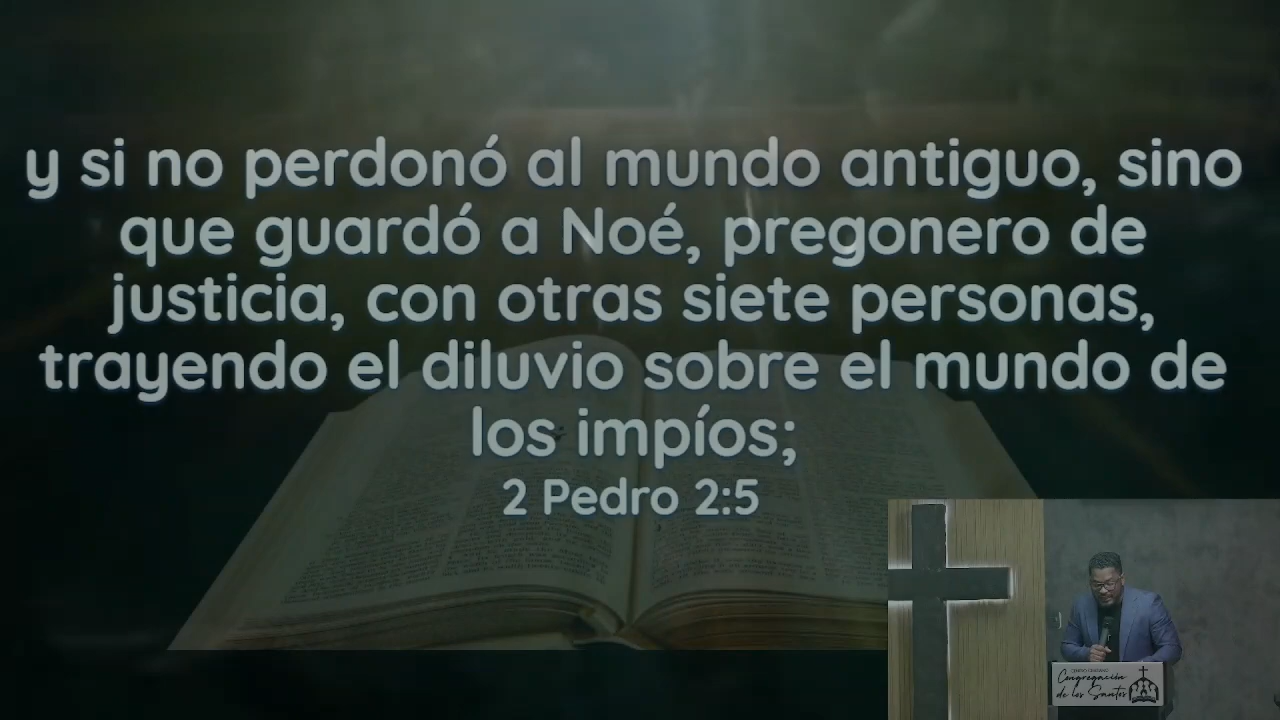 y si no perdonó al mundo antiguo, sino
que guardó a Noé, pregonero de
justicia, con otras siete personas,
trayendo el diluvio sobre el mundo de
los impíos;
2 Pedro 2:5
Congregación
de los Santos